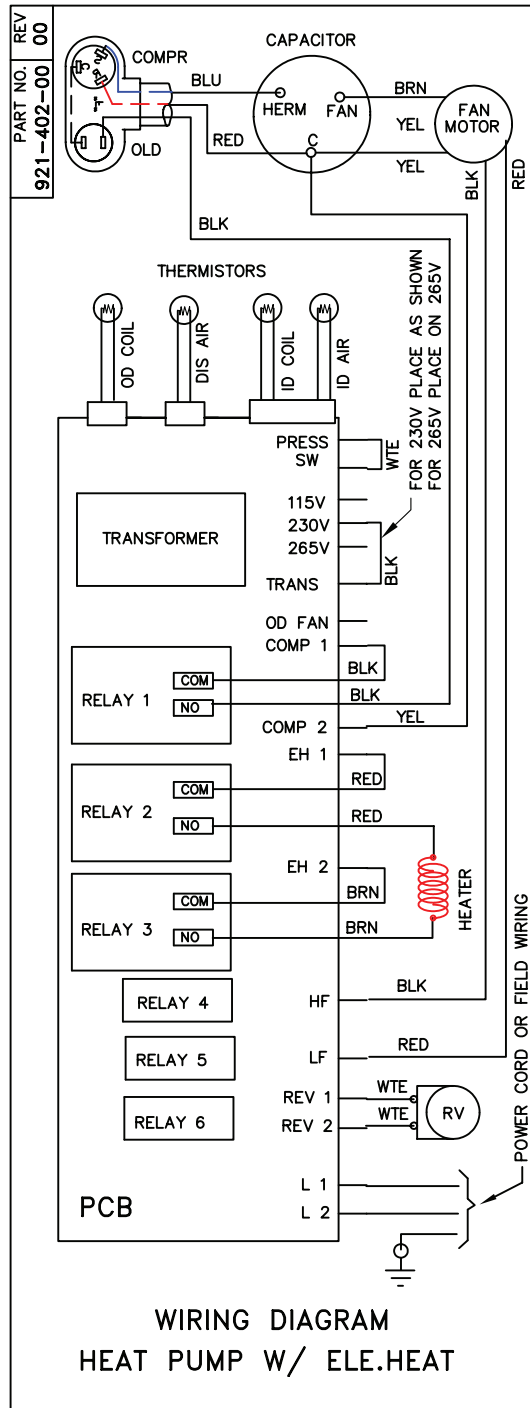 REV
00
PART NO.
921-402-00
COMPR
OLD
C
S
R
BLU
RED
BLK
CAPACITOR
HERM
FAN
C
BRN
YEL
YEL
FAN
MOTOR
BLK
RED
THERMISTORS
OD COIL
DIS AIR
ID COIL
ID AIR
FOR 230V PLACE AS SHOWN
FOR 265V PLACE ON 265V
PRESS
SW
WTE
TRANSFORMER
115V
230V
265V
TRANS
BLK
OD FAN
COMP 1
BLK
RELAY 1
COM
NO
BLK
COMP 2
YEL
EH 1
RED
RELAY 2
COM
NO
RED
EH 2
BRN
RELAY 3
COM
NO
BRN
HEATER
RELAY 4
HF
BLK
RELAY 5
LF
RED
RELAY 6
REV 1
WTE
REV 2
WTE
RV
L 1
L 2
PCB
POWER CORD OR FIELD WIRING
WIRING DIAGRAM
HEAT PUMP W/ ELE.HEAT